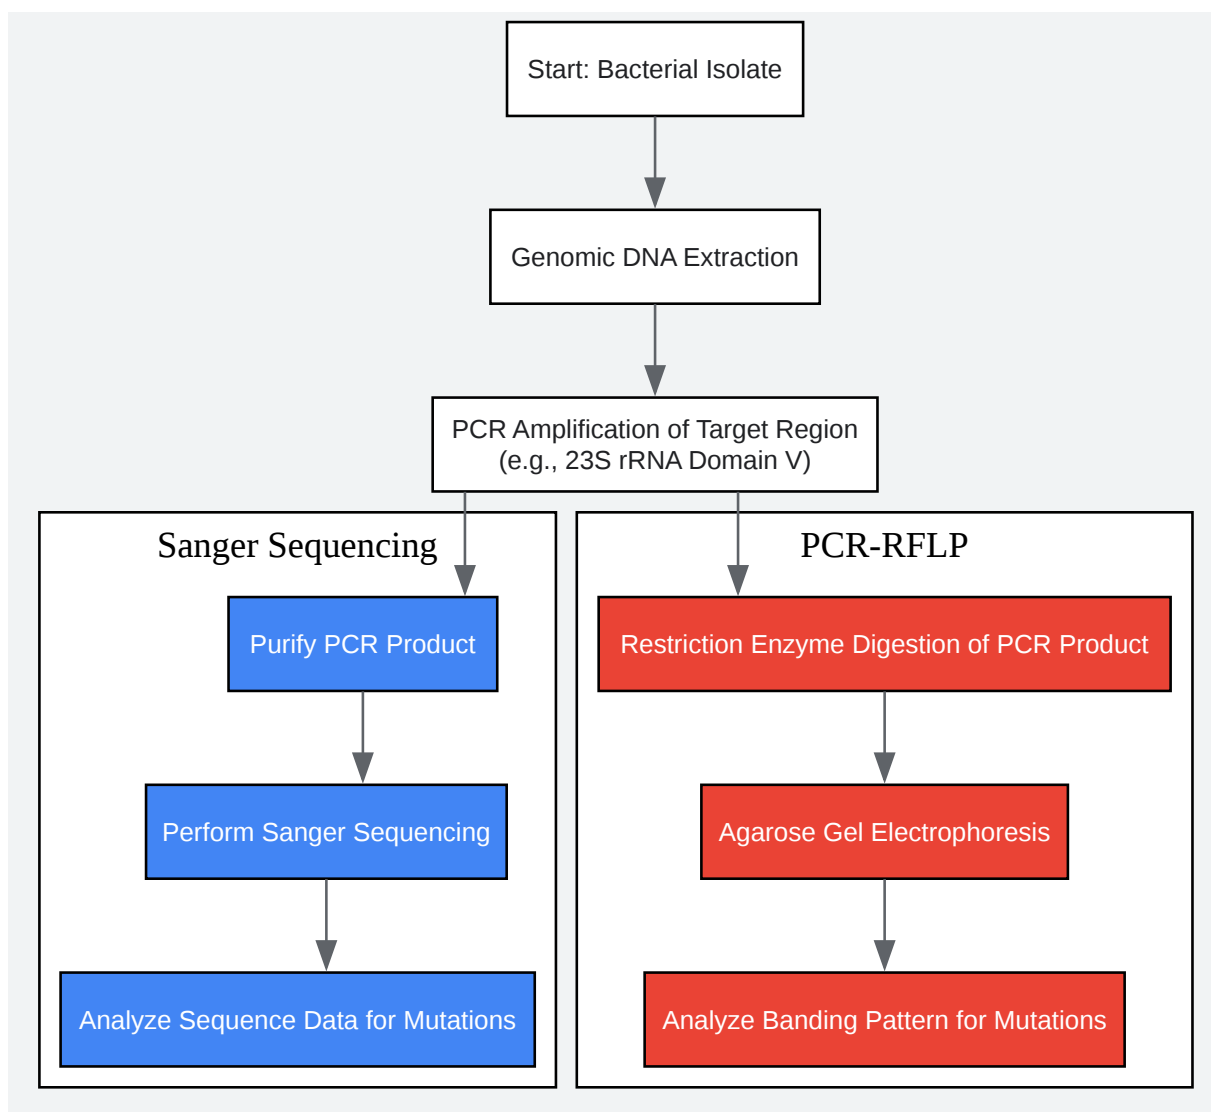 Start: Bacterial Isolate
Genomic DNA Extraction
PCR Amplification of Target Region
(e.g., 23S rRNA Domain V)
Sanger Sequencing
Purify PCR Product
Perform Sanger Sequencing
Analyze Sequence Data for Mutations
PCR-RFLP
Restriction Enzyme Digestion of PCR Product
Agarose Gel Electrophoresis
Analyze Banding Pattern for Mutations